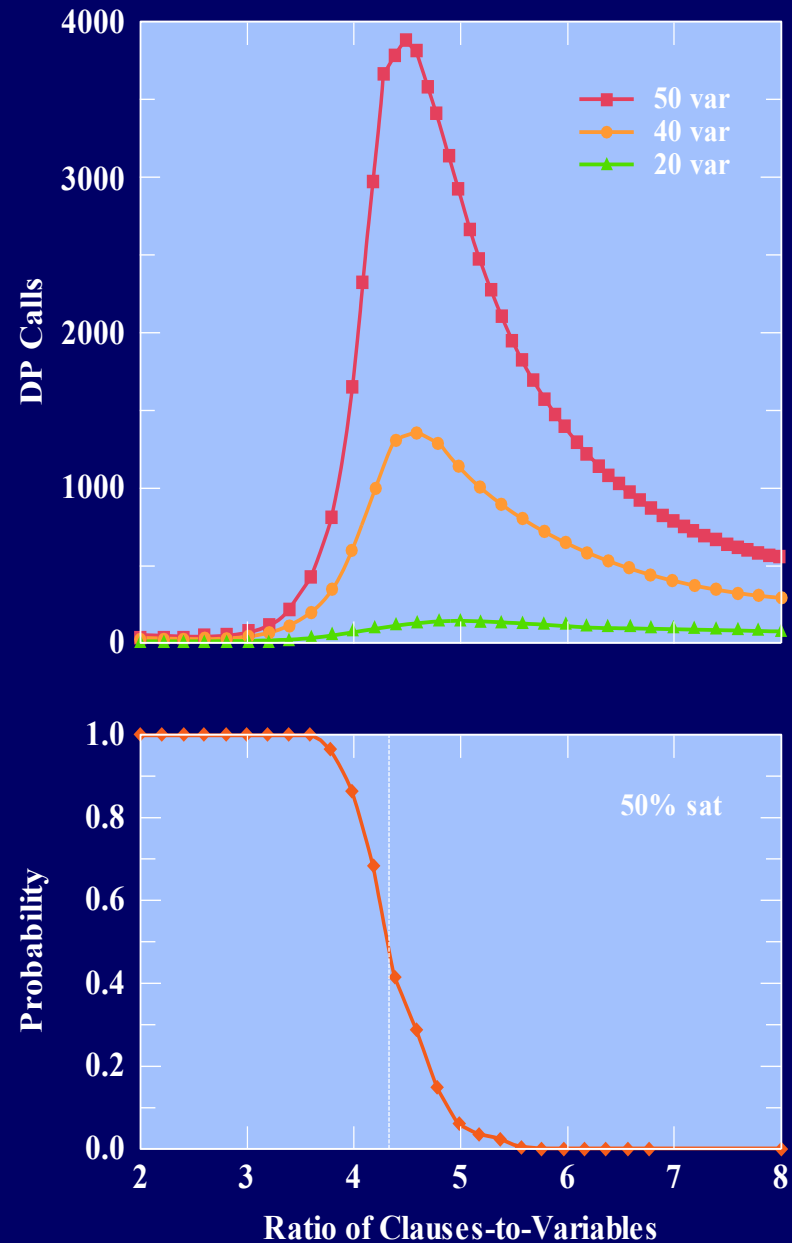 4000
50 var
40 var
20 var
3000
DP Calls
2000
1000
0
1.0
50% sat
0.8
0.6
Probability
0.4
0.2
0.0
2 3 4 5 6 7 8
Ratio of Clauses-to-Variables